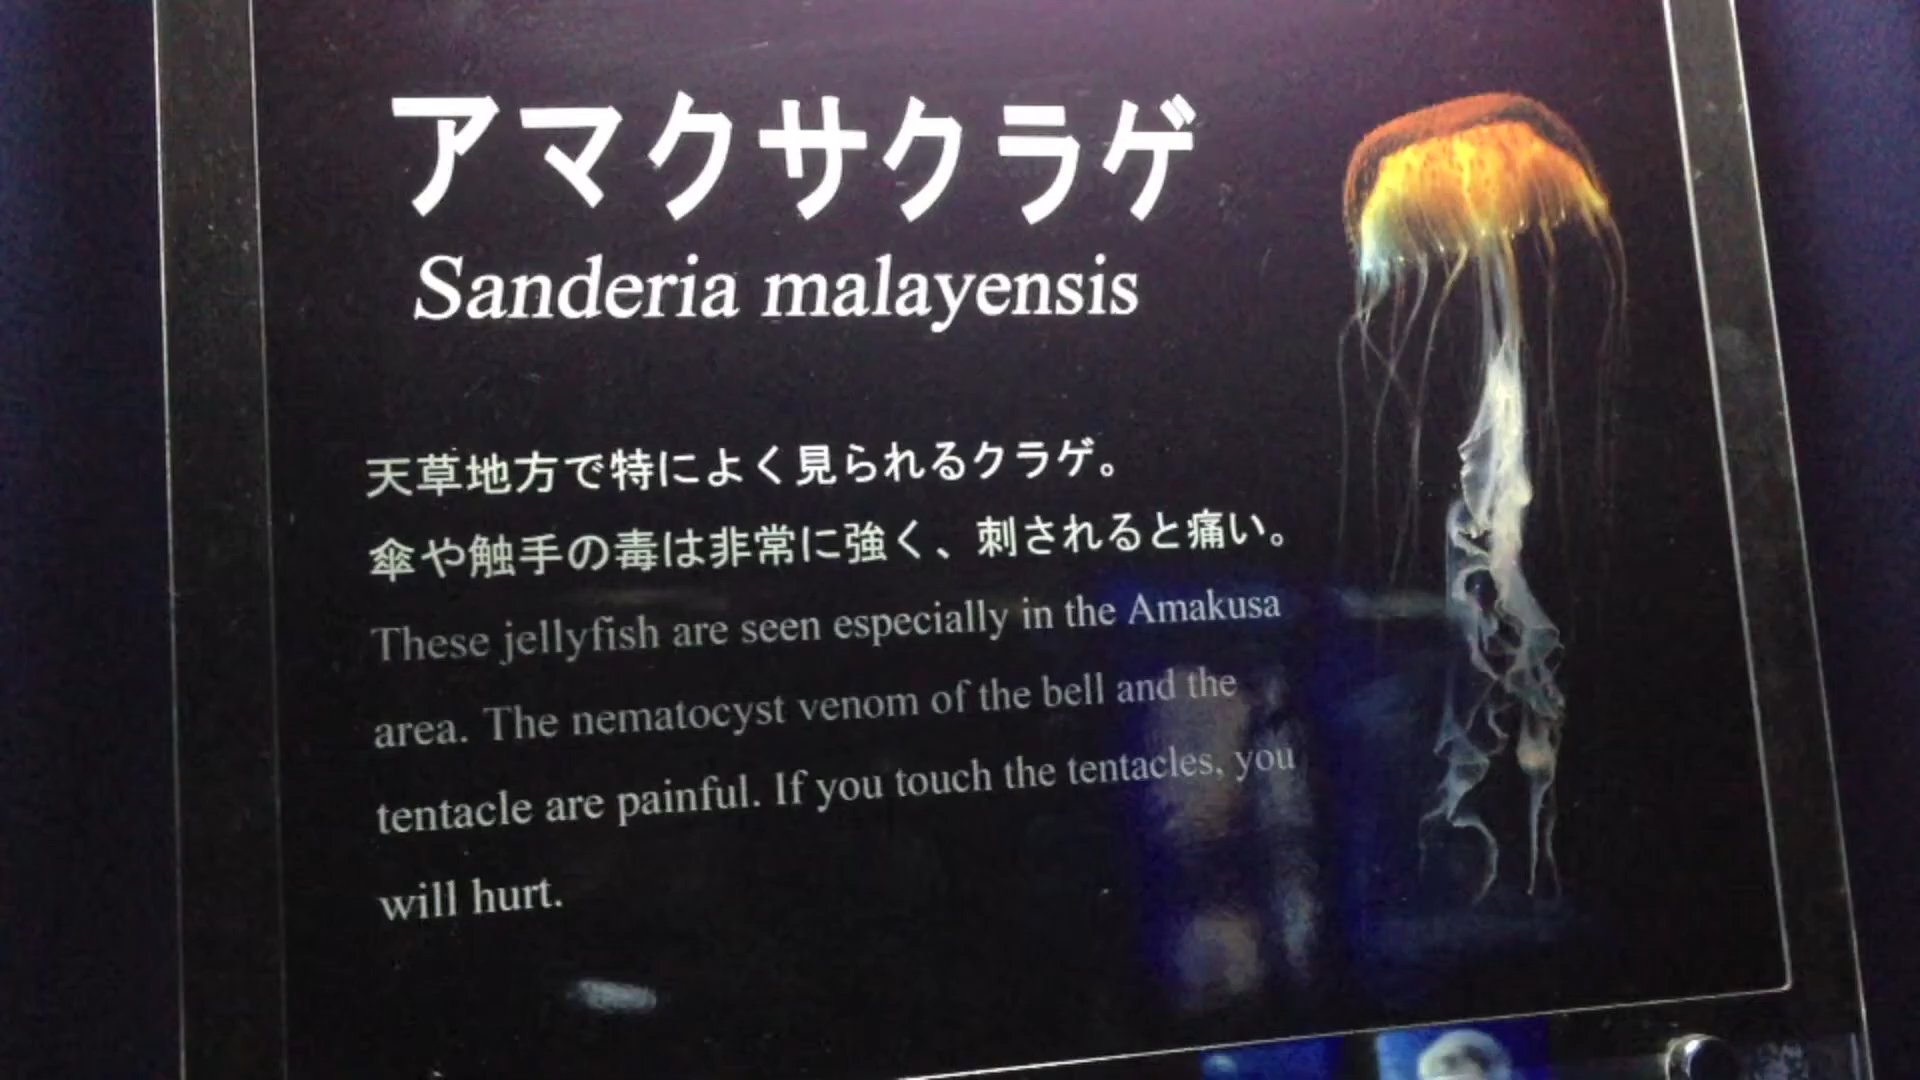 アマクサクラゲ
Sanderia malayensis
天草地方で特によく見られるクラゲ。
傘や触手の毒は非常に強く、刺されると痛い。
These jellyfish are seen especially in the Amakusa
area. The nematocyst venom of the bell and the
tentacle are painful. If you touch the tentacles, you
will hurt.